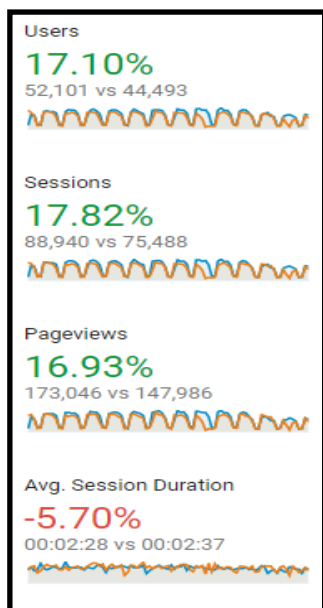 Users
17.10%
52,101 vs 44,493
Sessions
17.82%
88,940 vs 75,488
Pageviews
16.93%
173,046 vs 147,986
Avg. Session Duration
-5.70%
00:02:28 vs 00:02:37